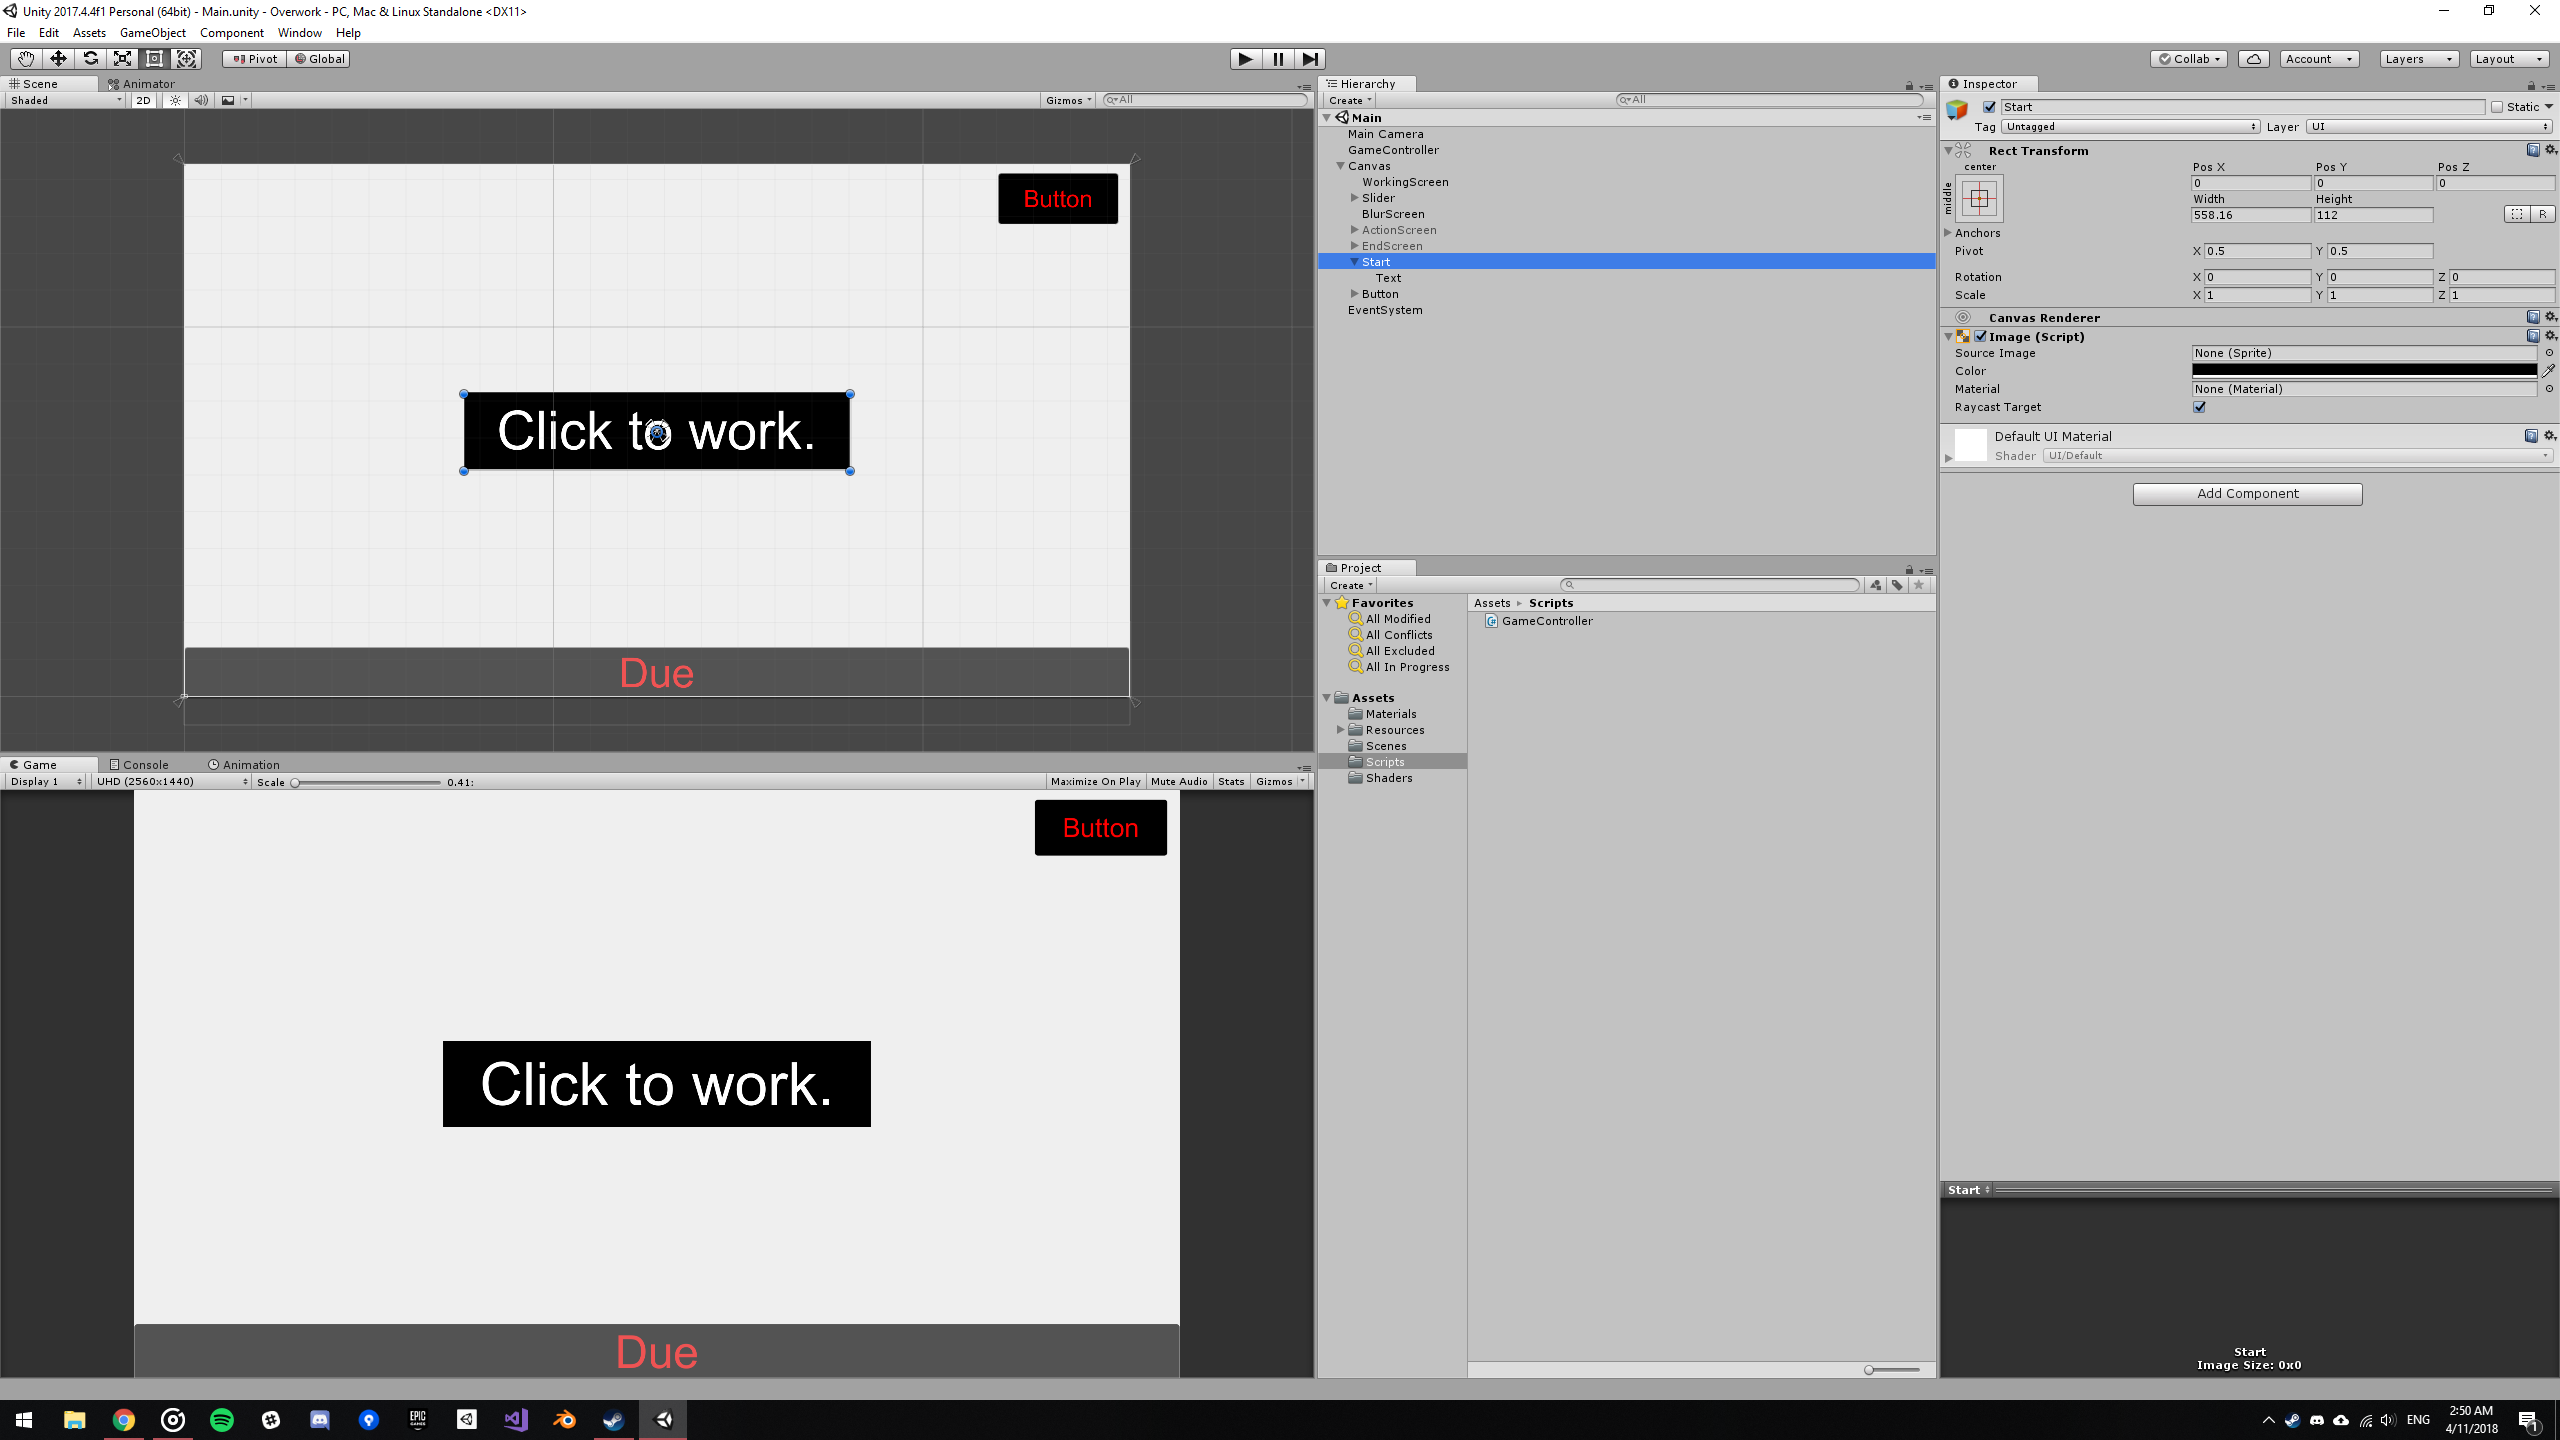 Unity 2017.4.4f1 Personal (64bit) - Main.unity - Overwork - PC, Mac & Linux Standalone <DX11>
File Edit Assets GameObject Component Window Help
Pivot Global
Collab Account Layers Layout
Scene Animator
Shaded 2D Gizmos All
Button
Click to work.
Due
Game Console Animation
Display 1 UHD (2560x1440) Scale 0.41: Maximize On Play Mute Audio Stats Gizmos
Button
Click to work.
Due
Hierarchy
Create All
Main
Main Camera
GameController
Canvas
WorkingScreen
Slider
BlurScreen
ActionScreen
EndScreen
Start
Text
Button
EventSystem
Project
Create
Favorites
All Modified
All Conflicts
All Excluded
All In Progress
Assets
Materials
Resources
Scenes
Scripts
Shaders
Assets Scripts
GameController
Inspector
Start Static
Tag Untagged Layer UI
Rect Transform
center Pos X Pos Y Pos Z
middle 0 0 0
Width Height
558.16 112 R
Anchors
Pivot X 0.5 Y 0.5
Rotation X 0 Y 0 Z 0
Scale X 1 Y 1 Z 1
Canvas Renderer
Image (Script)
Source Image None (Sprite)
Color
Material None (Material)
Raycast Target
Default UI Material
Shader UI/Default
Add Component
Start
Start
Image Size: 0x0
EPIC GAMES
ENG
2:50 AM
4/11/2018
1